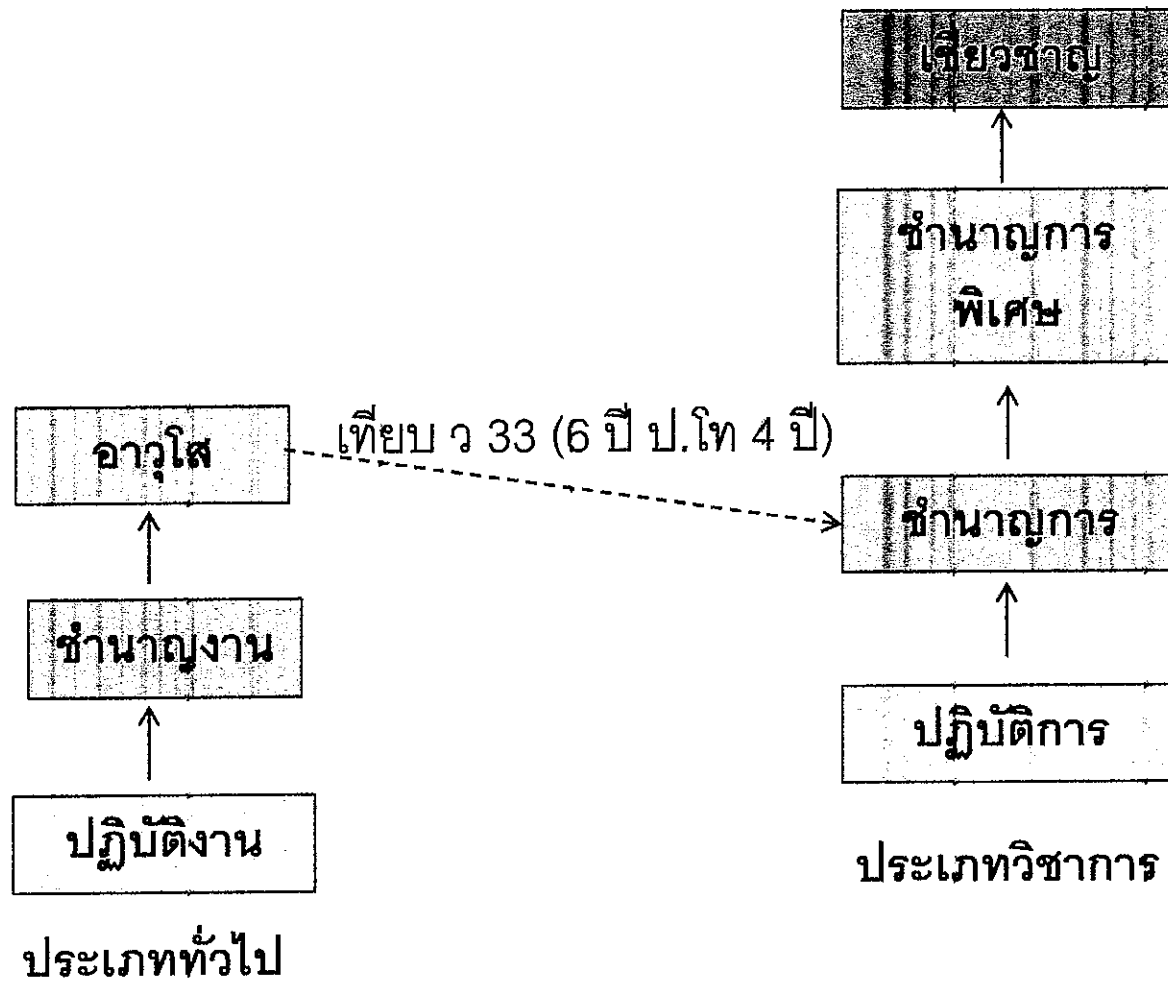 เชี่ยวชาญ
ชำนาญการ
พิเศษ
อาวุโส
เทียบ ว 33 (6 ปี ป.โท 4 ปี)
ชำนาญการ
ชำนาญงาน
ปฏิบัติการ
ปฏิบัติงาน
ประเภทวิชาการ
ประเภททั่วไป